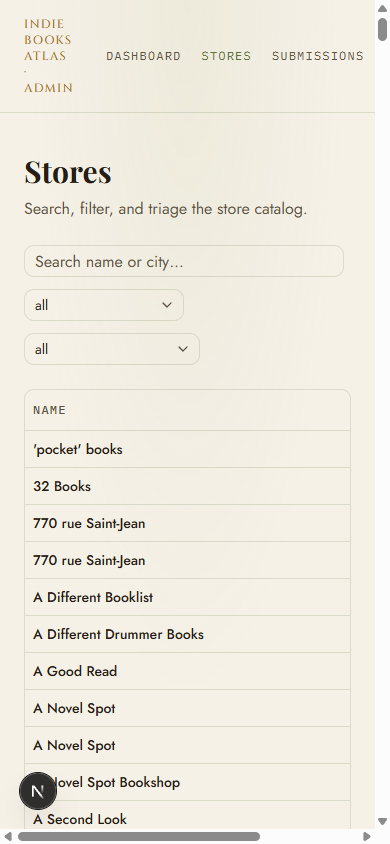 INDIE
BOOKS
ATLAS
·
ADMIN
DASHBOARD STORES SUBMISSIONS
Stores
Search, filter, and triage the store catalog.
Search name or city...
all
all
NAME
'pocket' books
32 Books
770 rue Saint-Jean
770 rue Saint-Jean
A Different Booklist
A Different Drummer Books
A Good Read
A Novel Spot
A Novel Spot
Novel Spot Bookshop
A Second Look
N